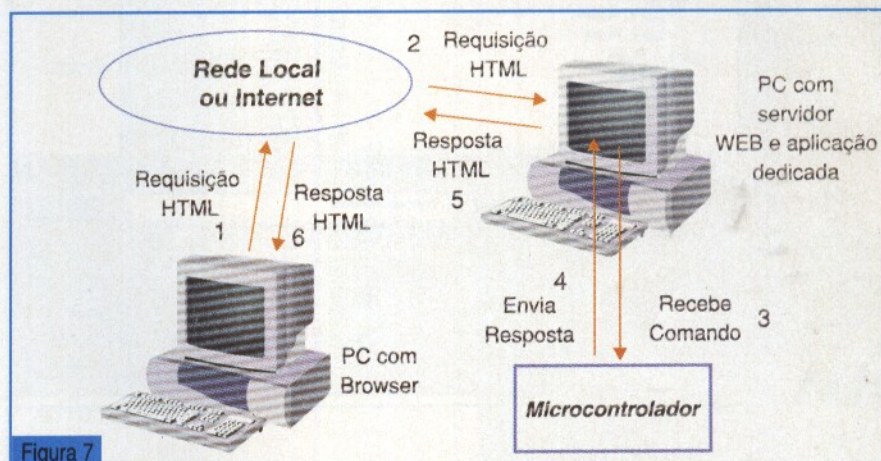 Rede Local
ou Internet
2
Requisição
HTML
PC com
servidor
WEB e aplicação
dedicada
Resposta
HTML
5
Requisição
HTML
1
Resposta
HTML
6
4
Envia
Resposta
Recebe
Comando
3
PC com
Browser
Microcontrolador
Figura 7